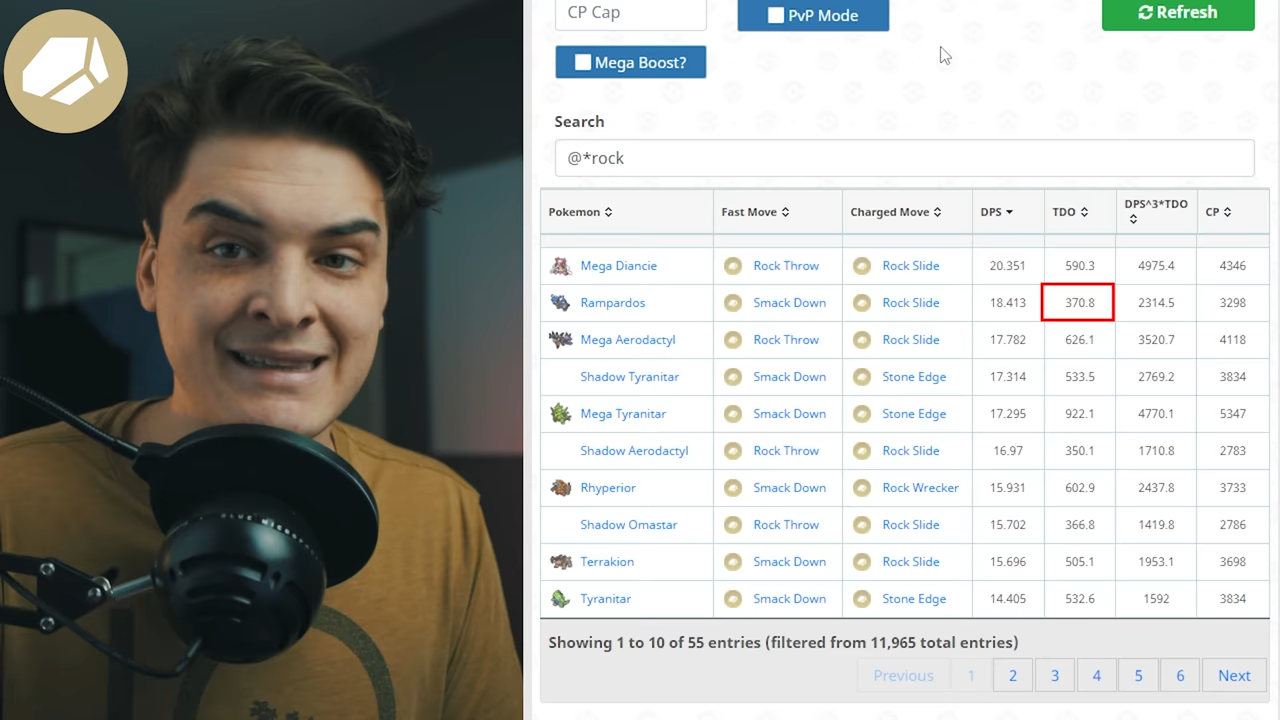 CP Cap
PvP Mode
Refresh
Mega Boost?
Search
@*rock
Pokemon Fast Move Charged Move DPS TDO DPS^3*TDO CP
Mega Diancie Rock Throw Rock Slide 20.351 590.3 4975.4 4346
Rampardos Smack Down Rock Slide 18.413 370.8 2314.5 3298
Mega Aerodactyl Rock Throw Rock Slide 17.782 626.1 3520.7 4118
Shadow Tyranitar Smack Down Stone Edge 17.314 533.5 2769.2 3834
Mega Tyranitar Smack Down Stone Edge 17.295 922.1 4770.1 5347
Shadow Aerodactyl Rock Throw Rock Slide 16.97 350.1 1710.8 2783
Rhyperior Smack Down Rock Wrecker 15.931 602.9 2437.8 3733
Shadow Omastar Rock Throw Rock Slide 15.702 366.8 1419.8 2786
Terrakion Smack Down Rock Slide 15.696 505.1 1953.1 3698
Tyranitar Smack Down Stone Edge 14.405 532.6 1592 3834
Showing 1 to 10 of 55 entries (filtered from 11,965 total entries)
Previous 1 2 3 4 5 6 Next